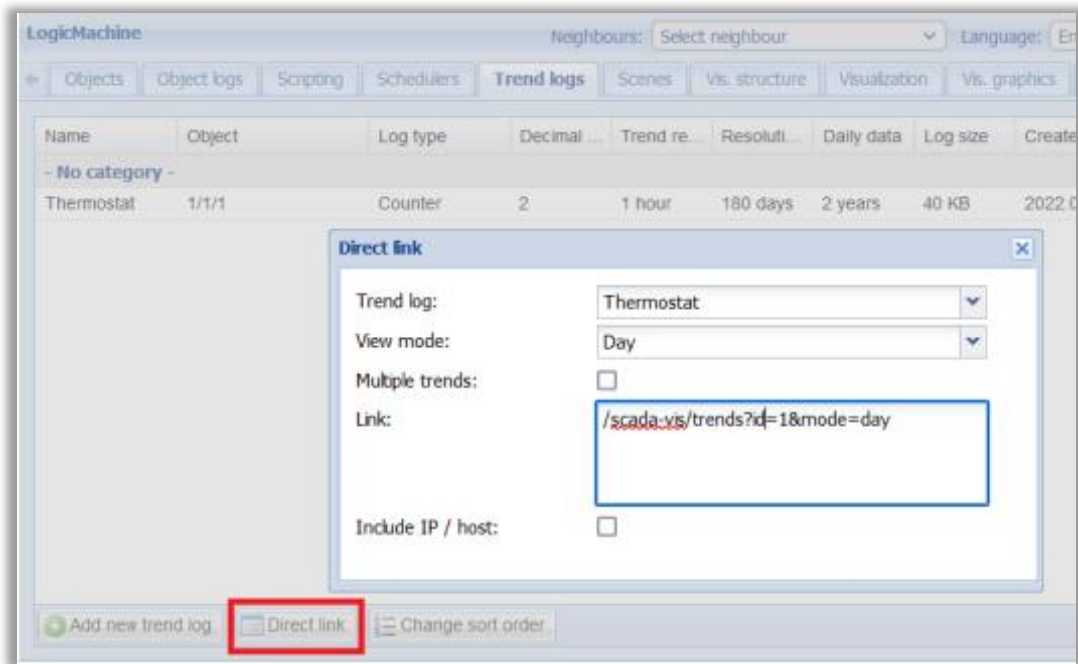 LogicMachine Neighbours: Select neighbour Language: En
Objects Object logs Scripting Schedulers Trend logs Scenes Vis. structure Visualization Vis. graphics
Name Object Log type Decimal ... Trend re... Resoluti... Daily data Log size Create
- No category -
Thermostat 1/1/1 Counter 2 1 hour 180 days 2 years 40 KB 2022.0
Direct link
Trend log: Thermostat
View mode: Day
Multiple trends:
Link: /scada-vis/trends?id=1&mode=day
Include IP / host:
Add new trend log Direct link Change sort order